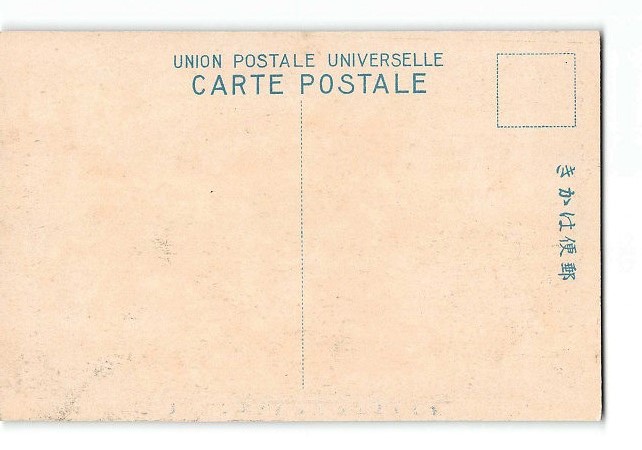 UNION POSTALE UNIVERSELLE
CARTE POSTALE
きかは便郵